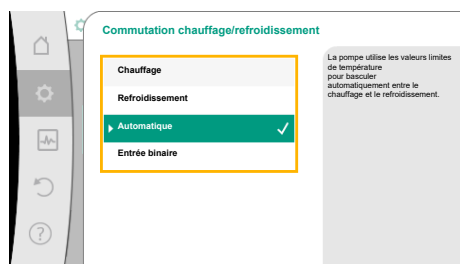 Commutation chauffage/refroidissement
Chauffage
Refroidissement
Automatique
Entrée binaire
La pompe utilise les valeurs limites
de température
pour basculer
automatiquement entre le
chauffage et le refroidissement.
?